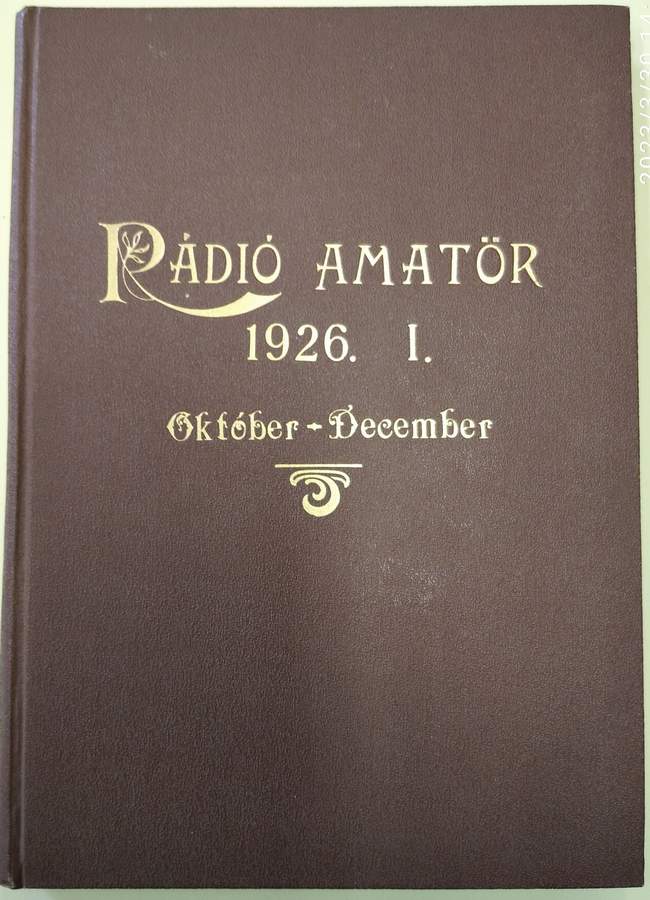 RÁDIÓ AMATÖR
1926. I.
Október - December